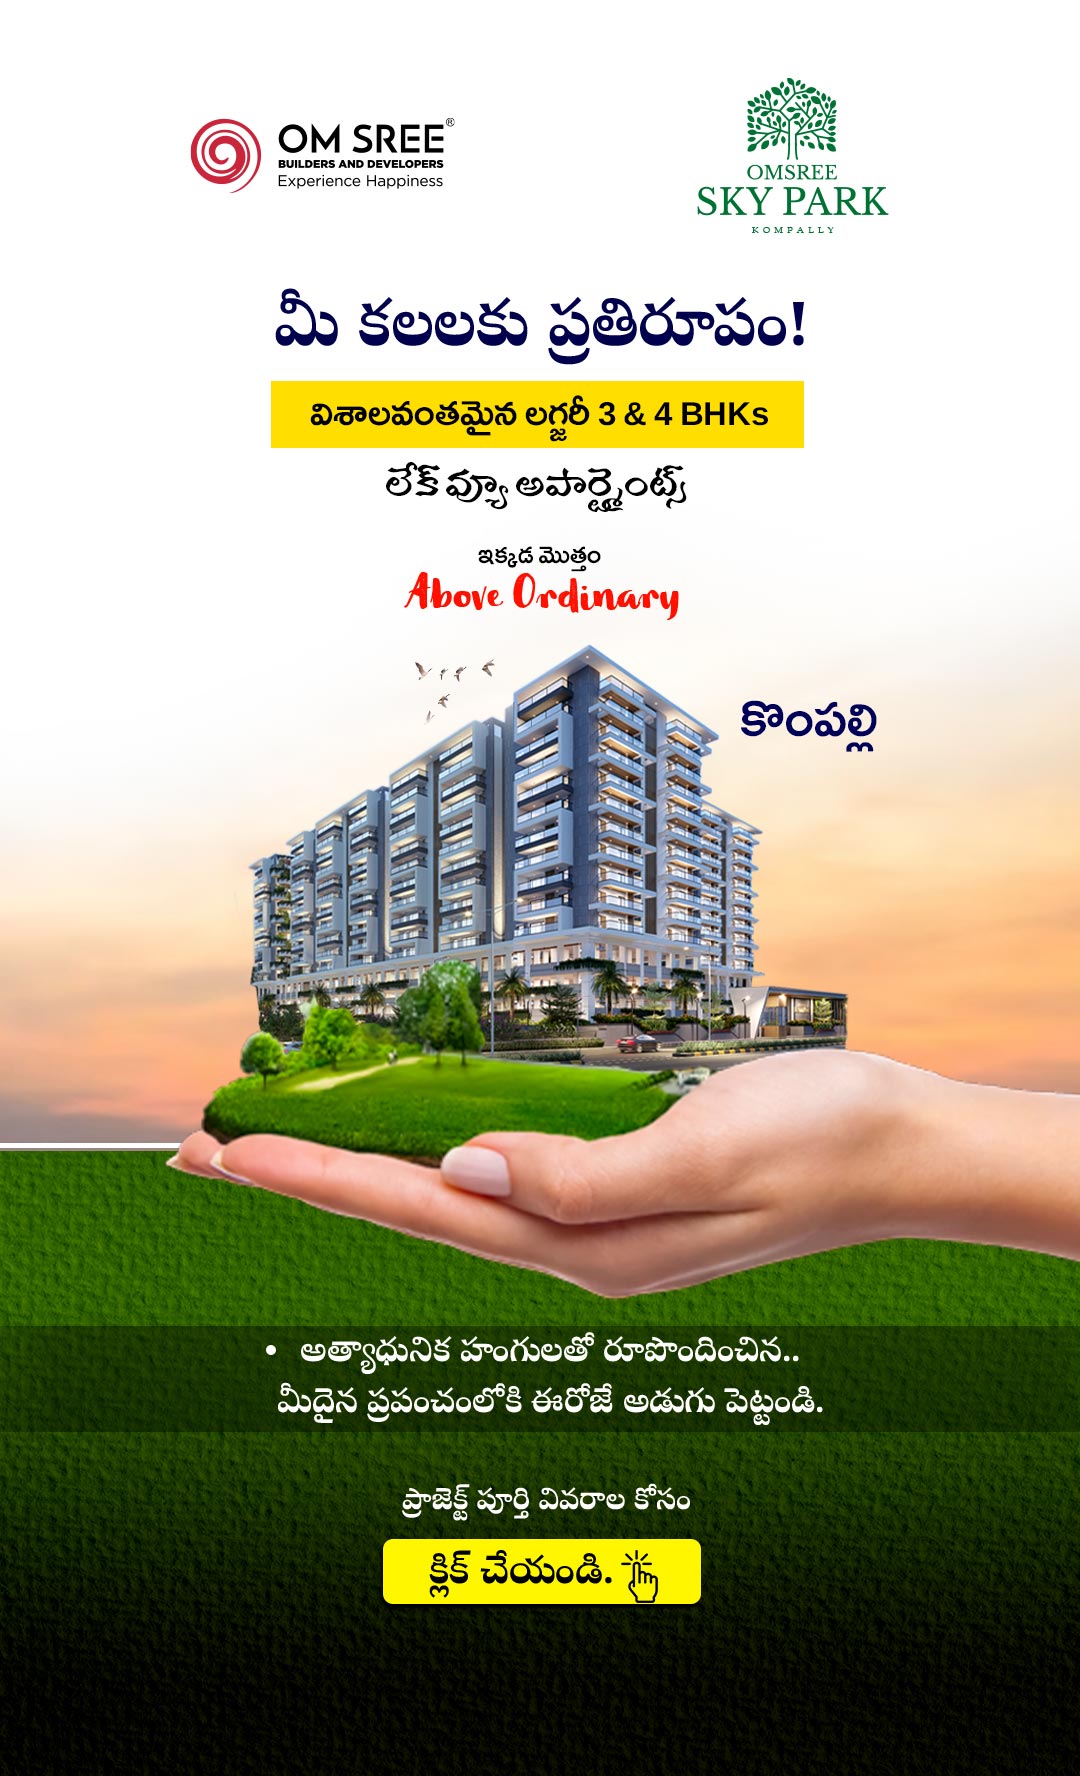 OM SREE®
BUILDERS AND DEVELOPERS
Experience Happiness
OMSREE
SKY PARK
KOMPALLY
మీ కలలకు ప్రతిరూపం!
విశాలవంతమైన లగ్జరీ 3 & 4 BHKs
లేక్ వ్యూ అపార్ట్మెంట్స్
ఇక్కడ మొత్తం
Above Ordinary
కొంపల్లి
• అత్యాధునిక హంగులతో రూపొందించిన..
మీదైన ప్రపంచంలోకి ఈరోజే అడుగు పెట్టండి.
ప్రాజెక్ట్ పూర్తి వివరాల కోసం
క్లిక్ చేయండి.